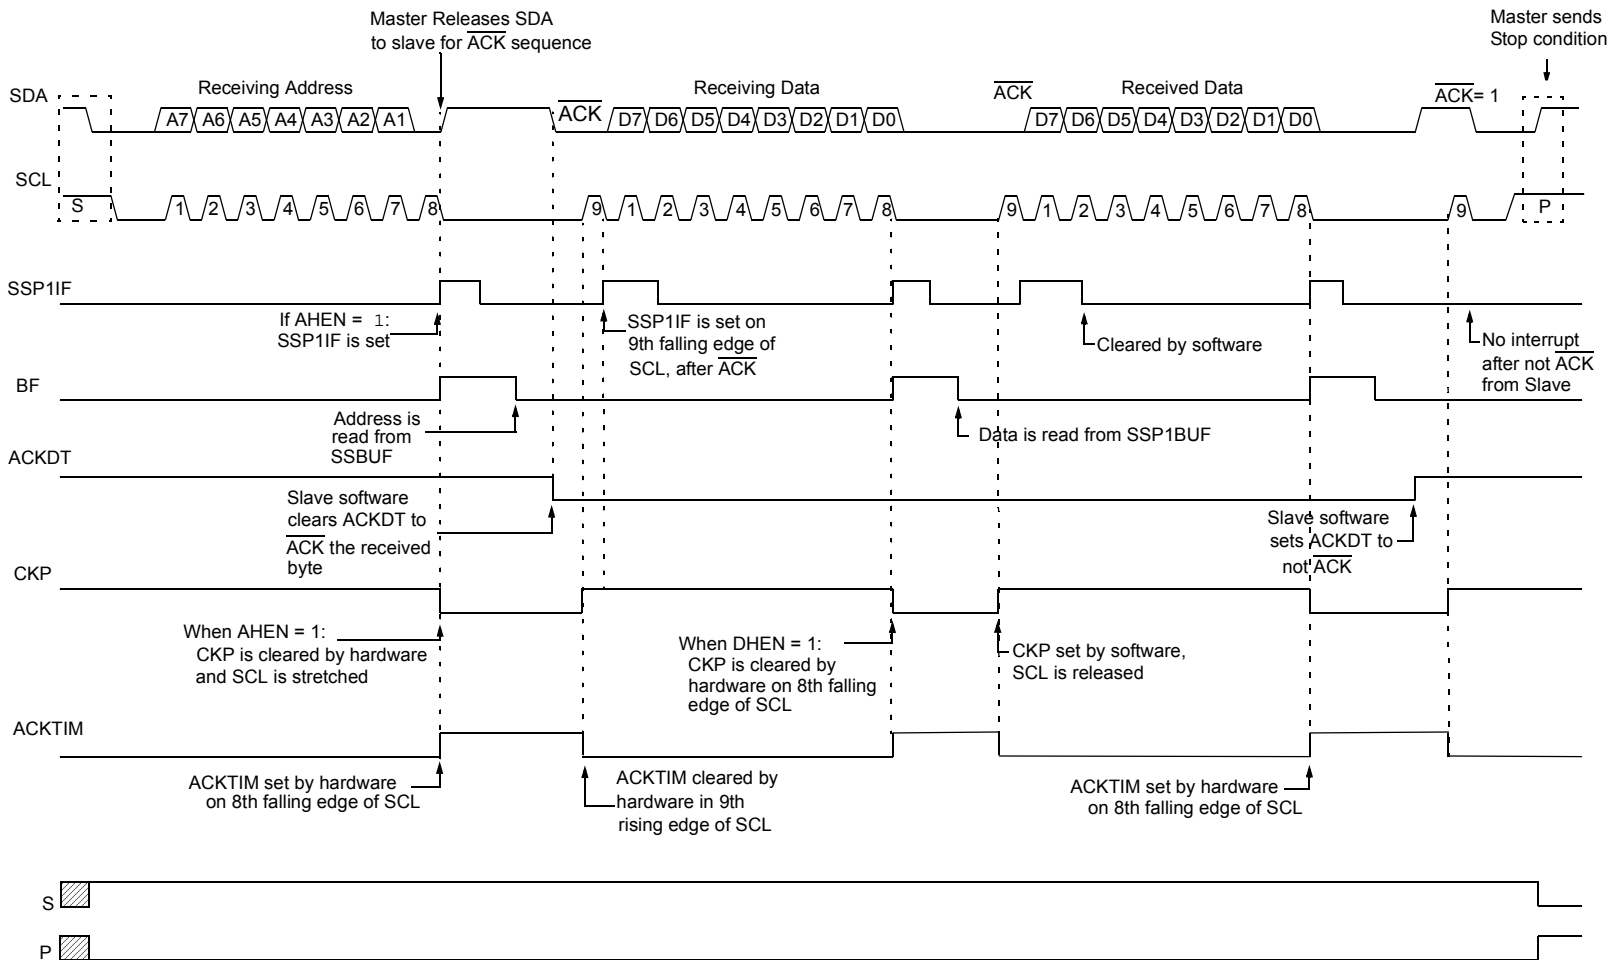 Master Releases SDA
to slave for ACK sequence
Master sends
Stop condition
SDA
Receiving Address
A7 A6 A5 A4 A3 A2 A1
ACK
Receiving Data
D7 D6 D5 D4 D3 D2 D1 D0
ACK
Received Data
D7 D6 D5 D4 D3 D2 D1 D0
ACK= 1
SCL
S
1 2 3 4 5 6 7 8
9 1 2 3 4 5 6 7 8
9 1 2 3 4 5 6 7 8
9
P
SSP1IF
If AHEN = 1:
SSP1IF is set
SSP1IF is set on
9th falling edge of
SCL, after ACK
Cleared by software
No interrupt
after not ACK
from Slave
BF
Address is
read from
SSBUF
Data is read from SSP1BUF
ACKDT
Slave software
clears ACKDT to
ACK the received
byte
Slave software
sets ACKDT to
not ACK
CKP
When AHEN = 1:
CKP is cleared by hardware
and SCL is stretched
When DHEN = 1:
CKP is cleared by
hardware on 8th falling
edge of SCL
CKP set by software,
SCL is released
ACKTIM
ACKTIM set by hardware
on 8th falling edge of SCL
ACKTIM cleared by
hardware in 9th
rising edge of SCL
ACKTIM set by hardware
on 8th falling edge of SCL
S
P